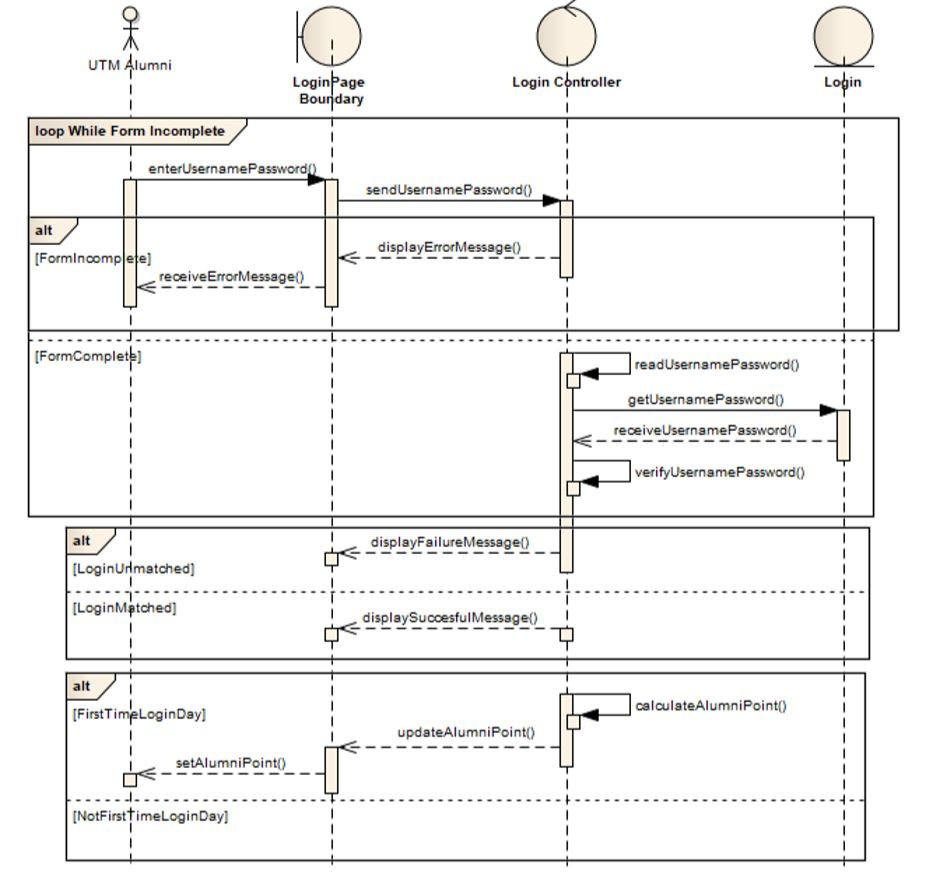 UTM Alumni
LoginPage
Boundary
Login Controller
Login
loop While Form Incomplete
enterUsernamePassword()
sendUsernamePassword()
alt
[FormIncomplete]
displayErrorMessage()
receiveErrorMessage()
[FormComplete]
readUsernamePassword()
getUsernamePassword()
receiveUsernamePassword()
verifyUsernamePassword()
alt
displayFailureMessage()
[LoginUnmatched]
[LoginMatched]
displaySuccesfulMessage()
alt
[FirstTimeLoginDay]
calculateAlumniPoint()
updateAlumniPoint()
setAlumniPoint()
[NotFirstTimeLoginDay]